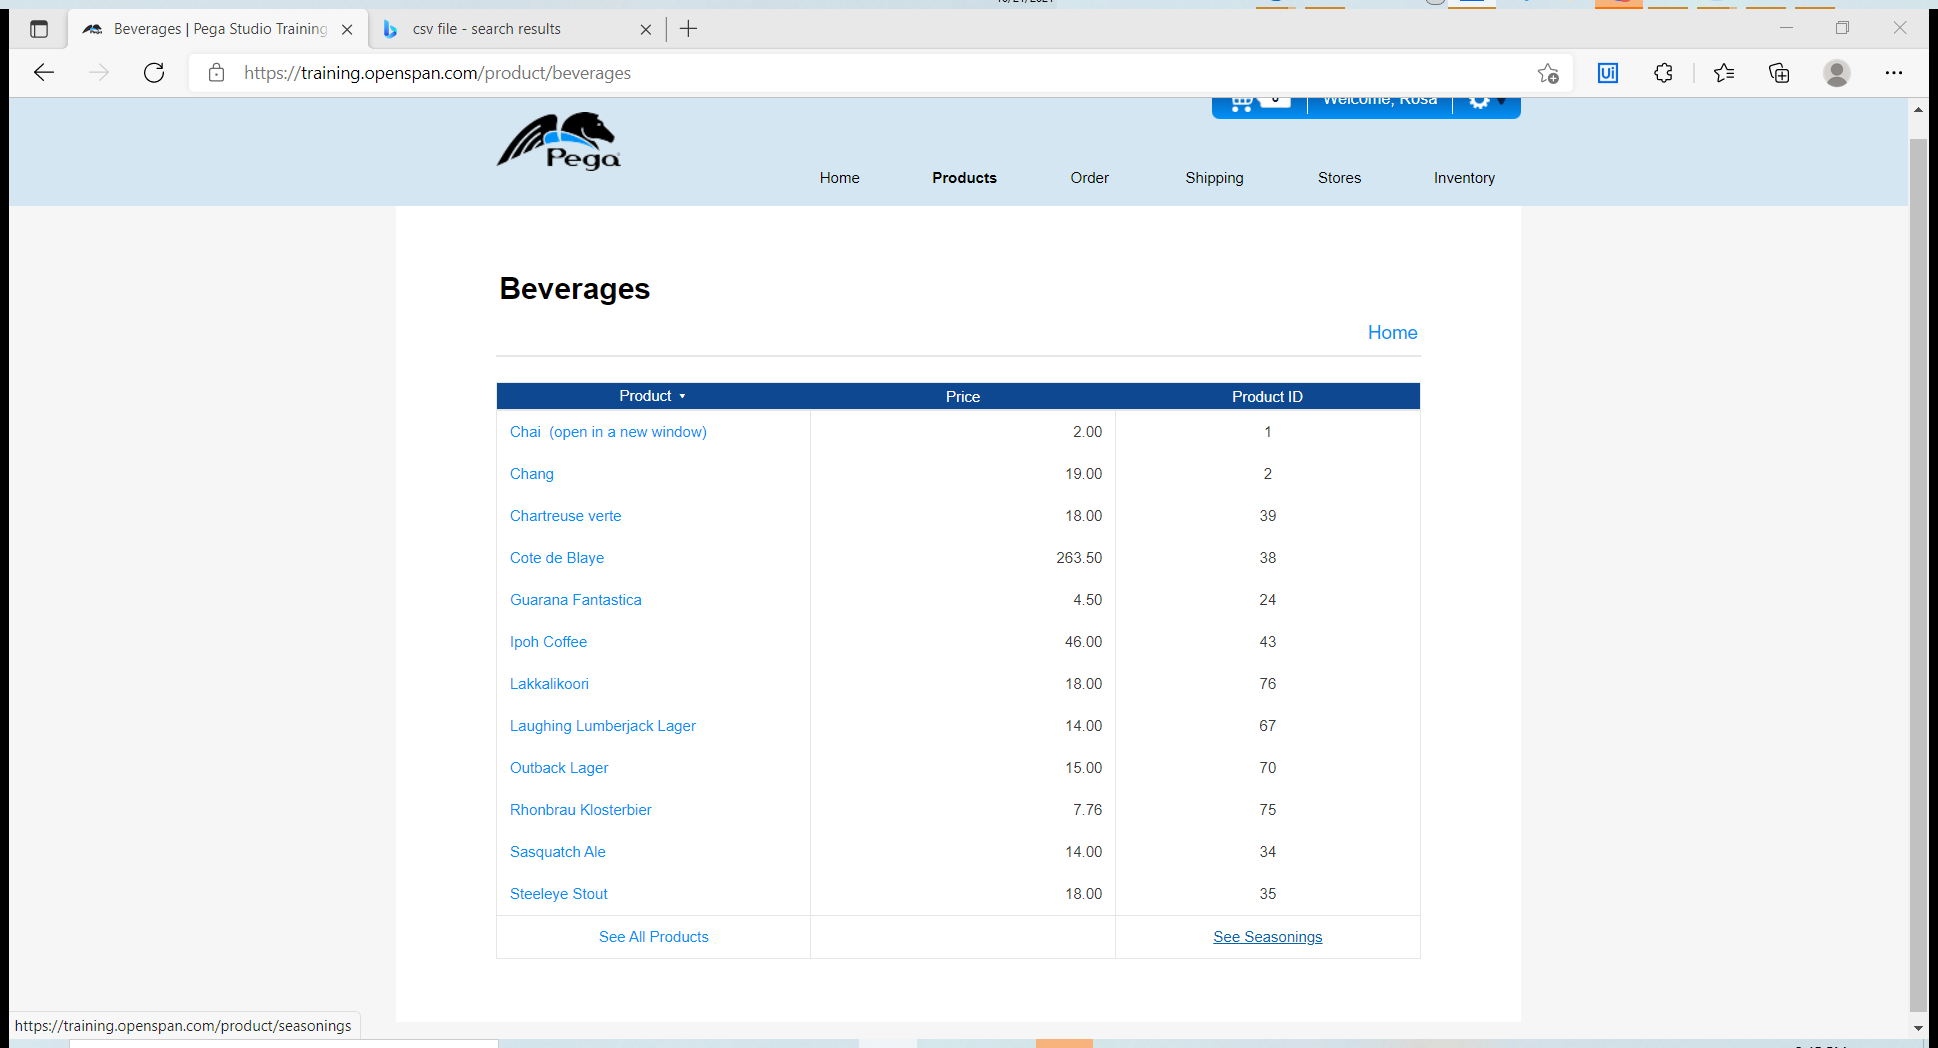 Beverages | Pega Studio Training
csv file - search results
https://training.openspan.com/product/beverages
Welcome, Rosa
Pega
Home Products Order Shipping Stores Inventory
Beverages
Home
Product Price Product ID
Chai (open in a new window) 2.00 1
Chang 19.00 2
Chartreuse verte 18.00 39
Cote de Blaye 263.50 38
Guarana Fantastica 4.50 24
Ipoh Coffee 46.00 43
Lakkalikoori 18.00 76
Laughing Lumberjack Lager 14.00 67
Outback Lager 15.00 70
Rhonbrau Klosterbier 7.76 75
Sasquatch Ale 14.00 34
Steeleye Stout 18.00 35
See All Products See Seasonings
https://training.openspan.com/product/seasonings